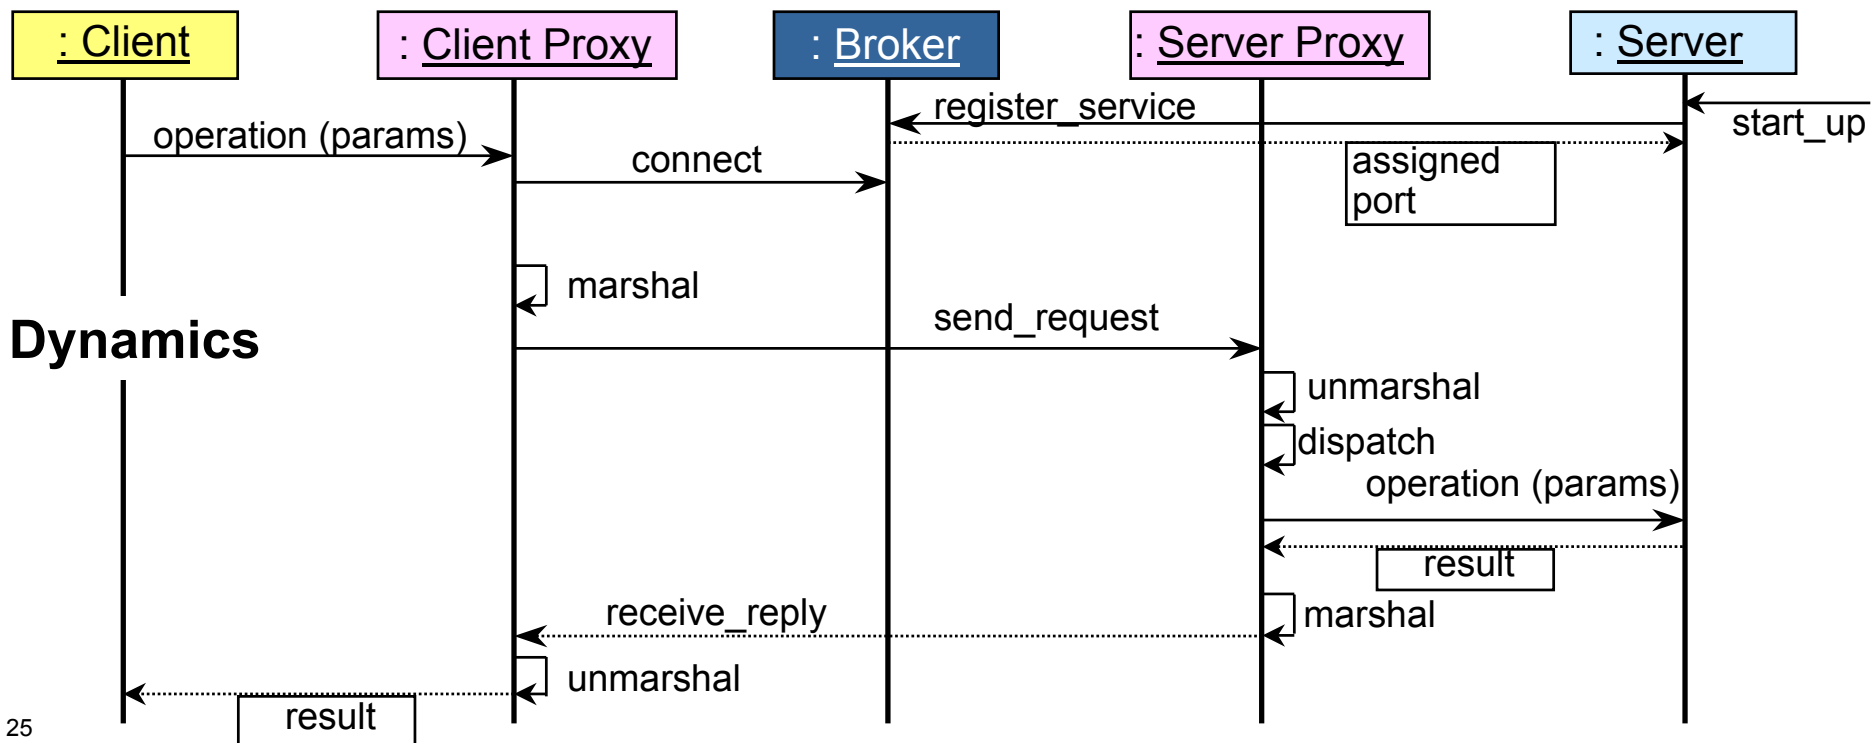 : Client
: Client Proxy
: Broker
: Server Proxy
: Server
register_service
start_up
operation (params)
connect
assigned
port
marshal
send_request
Dynamics
unmarshal
dispatch
operation (params)
result
receive_reply
marshal
unmarshal
result
25